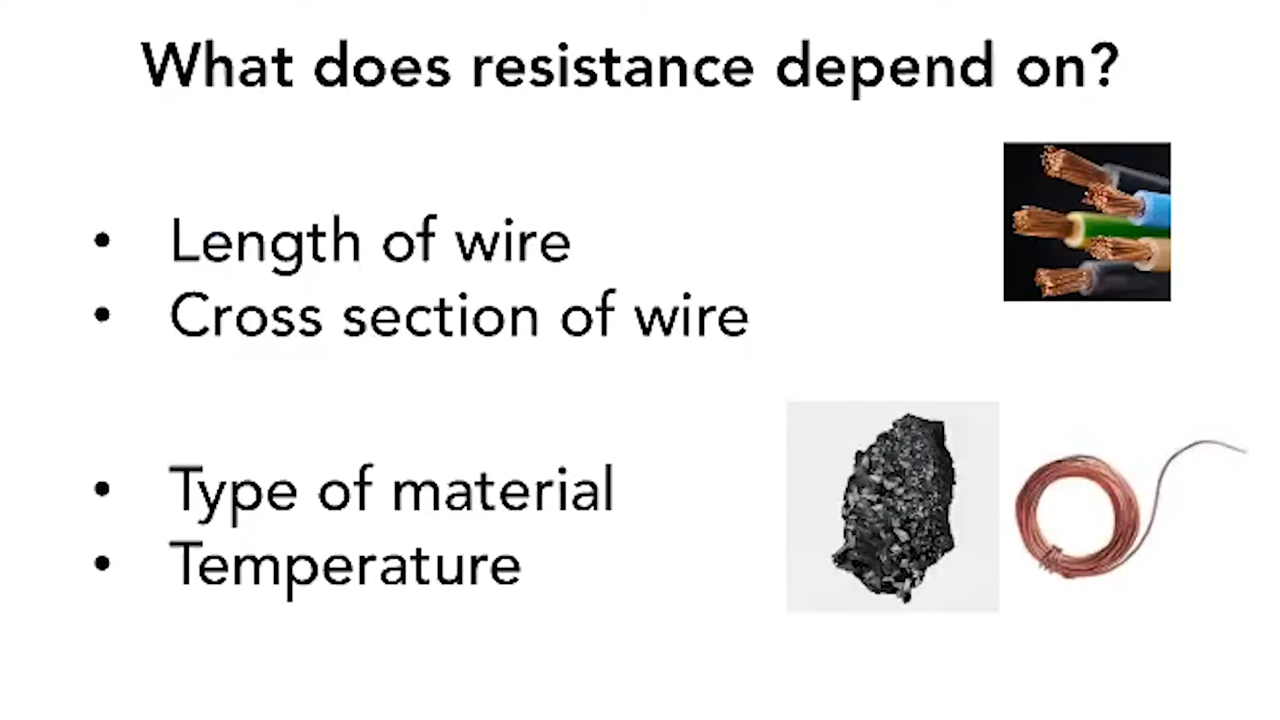 What does resistance depend on?
• Length of wire
• Cross section of wire
• Type of material
• Temperature